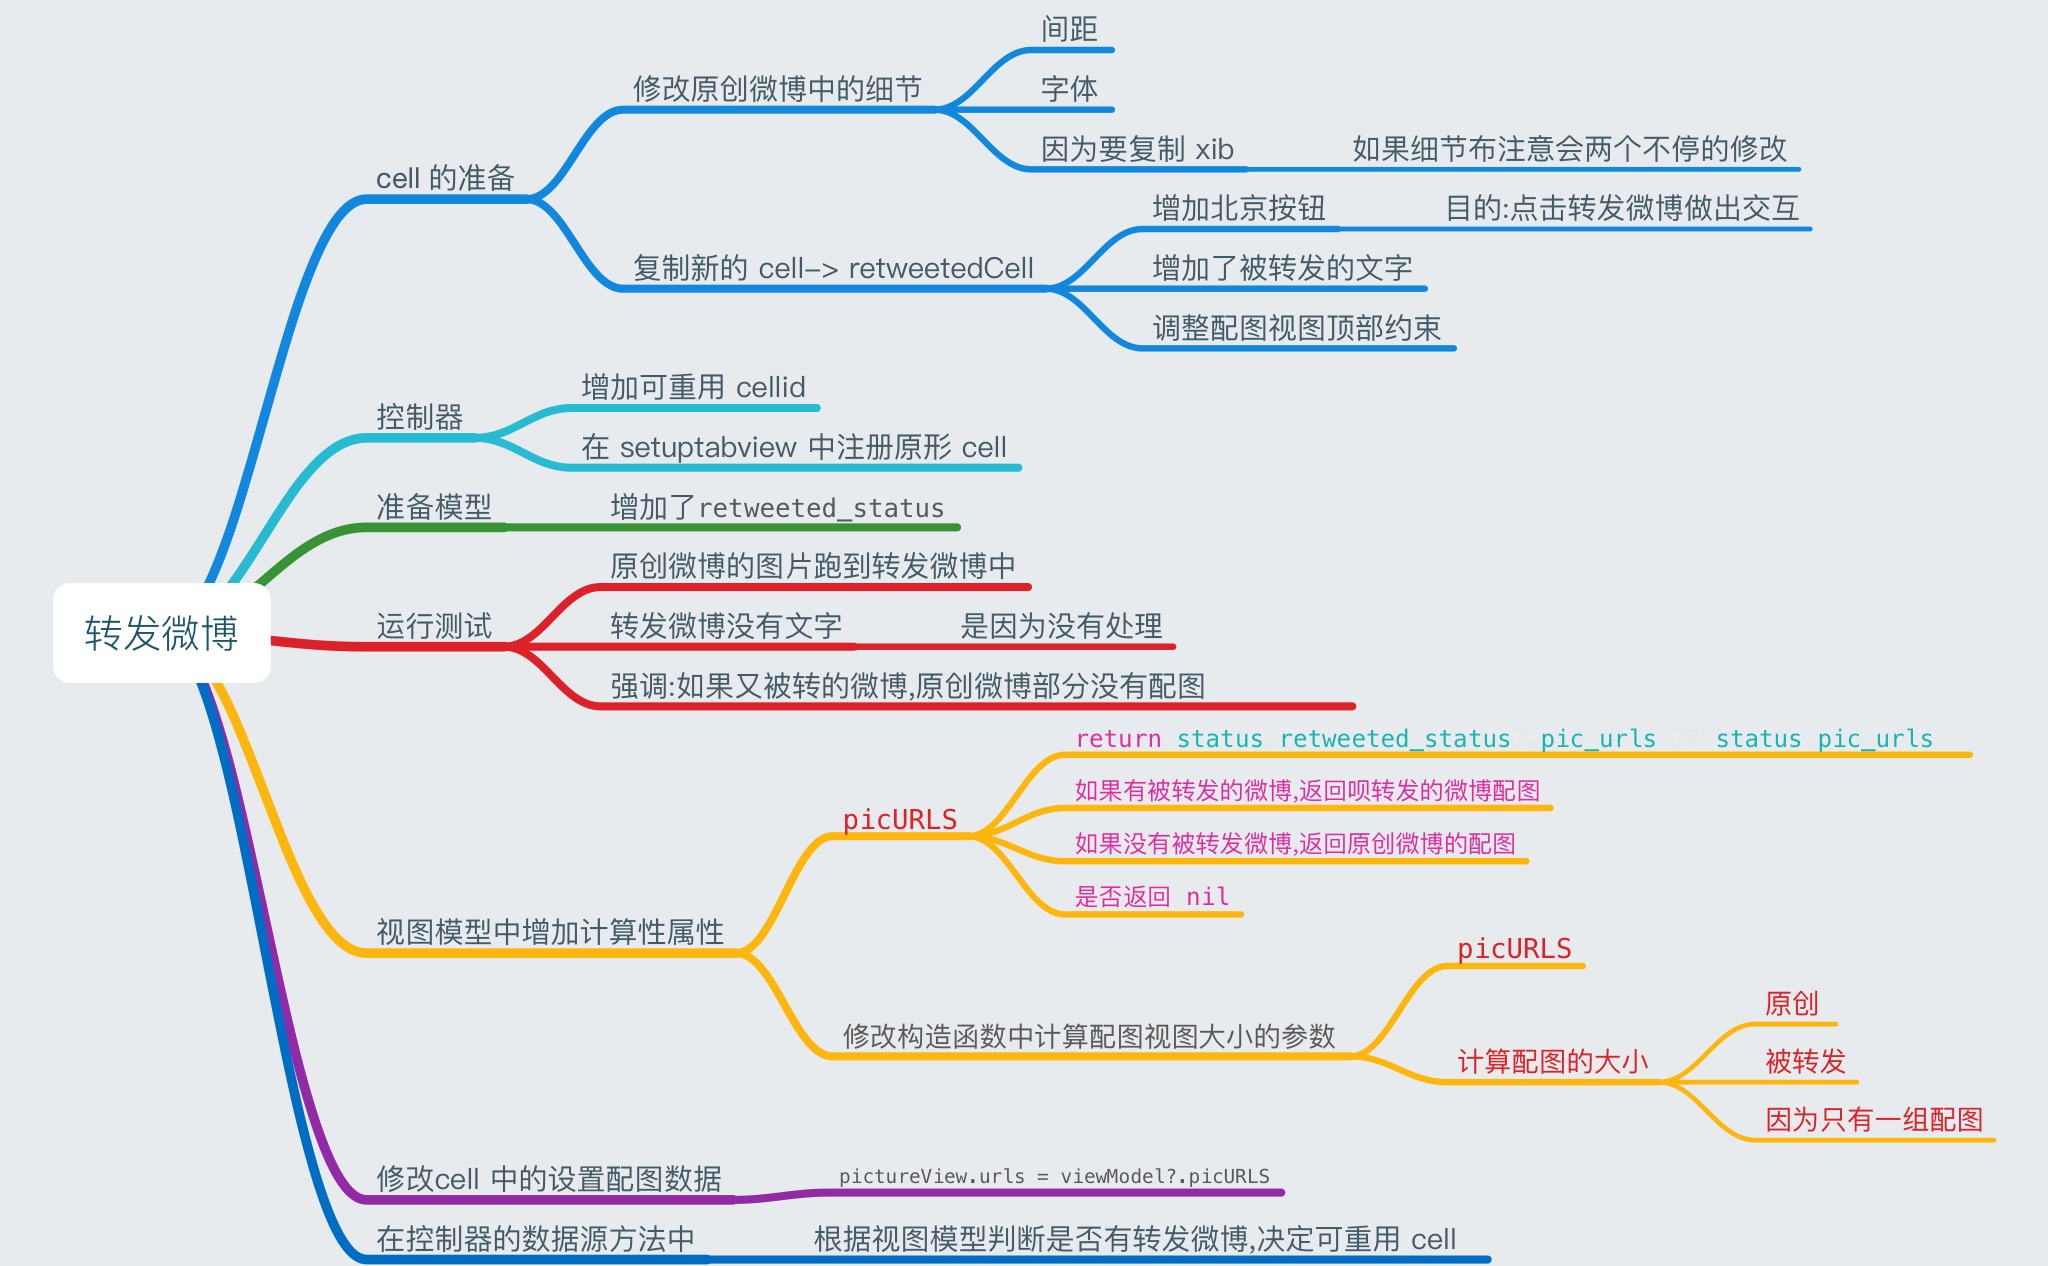 转发微博
cell 的准备
修改原创微博中的细节
间距
字体
因为要复制 xib
如果细节布注意会两个不停的修改
复制新的 cell–> retweetedCell
增加北京按钮
目的:点击转发微博做出交互
增加了被转发的文字
调整配图视图顶部约束
控制器
增加可重用 cellid
在 setuptabview 中注册原形 cell
准备模型
增加了retweeted_status
运行测试
原创微博的图片跑到转发微博中
转发微博没有文字
是因为没有处理
强调:如果又被转的微博,原创微博部分没有配图
视图模型中增加计算性属性
picURLS
return status retweeted_status pic_urls status pic_urls
如果有被转发的微博,返回呗转发的微博配图
如果没有被转发微博,返回原创微博的配图
是否返回 nil
修改构造函数中计算配图视图大小的参数
picURLS
计算配图的大小
原创
被转发
因为只有一组配图
修改cell 中的设置配图数据
pictureView.urls = viewModel?.picURLS
在控制器的数据源方法中
根据视图模型判断是否有转发微博,决定可重用 cell